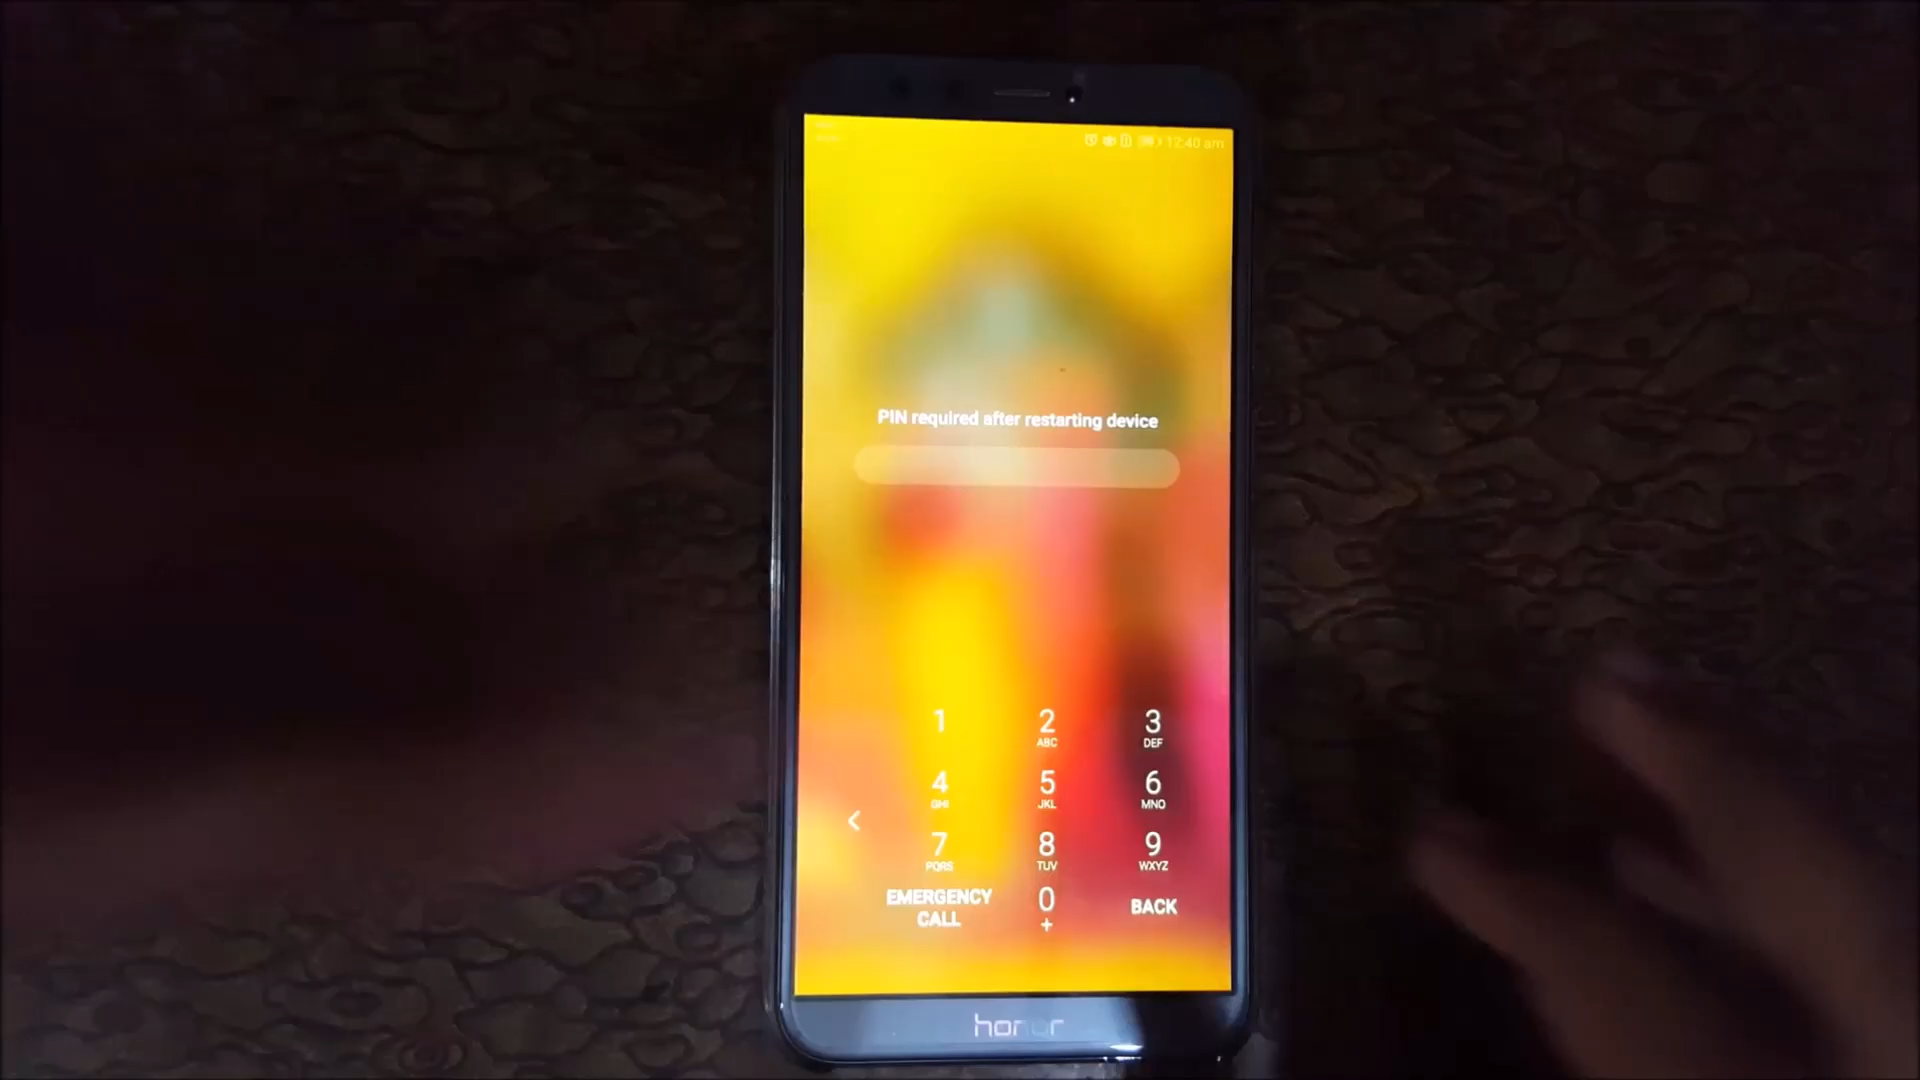 12:40 am
PIN required after restarting device
1
2
3
ABC
DEF
4
5
6
GHI
JKL
MNO
7
8
9
PQRS
TUV
WXYZ
EMERGENCY
CALL
0
+
BACK
honor